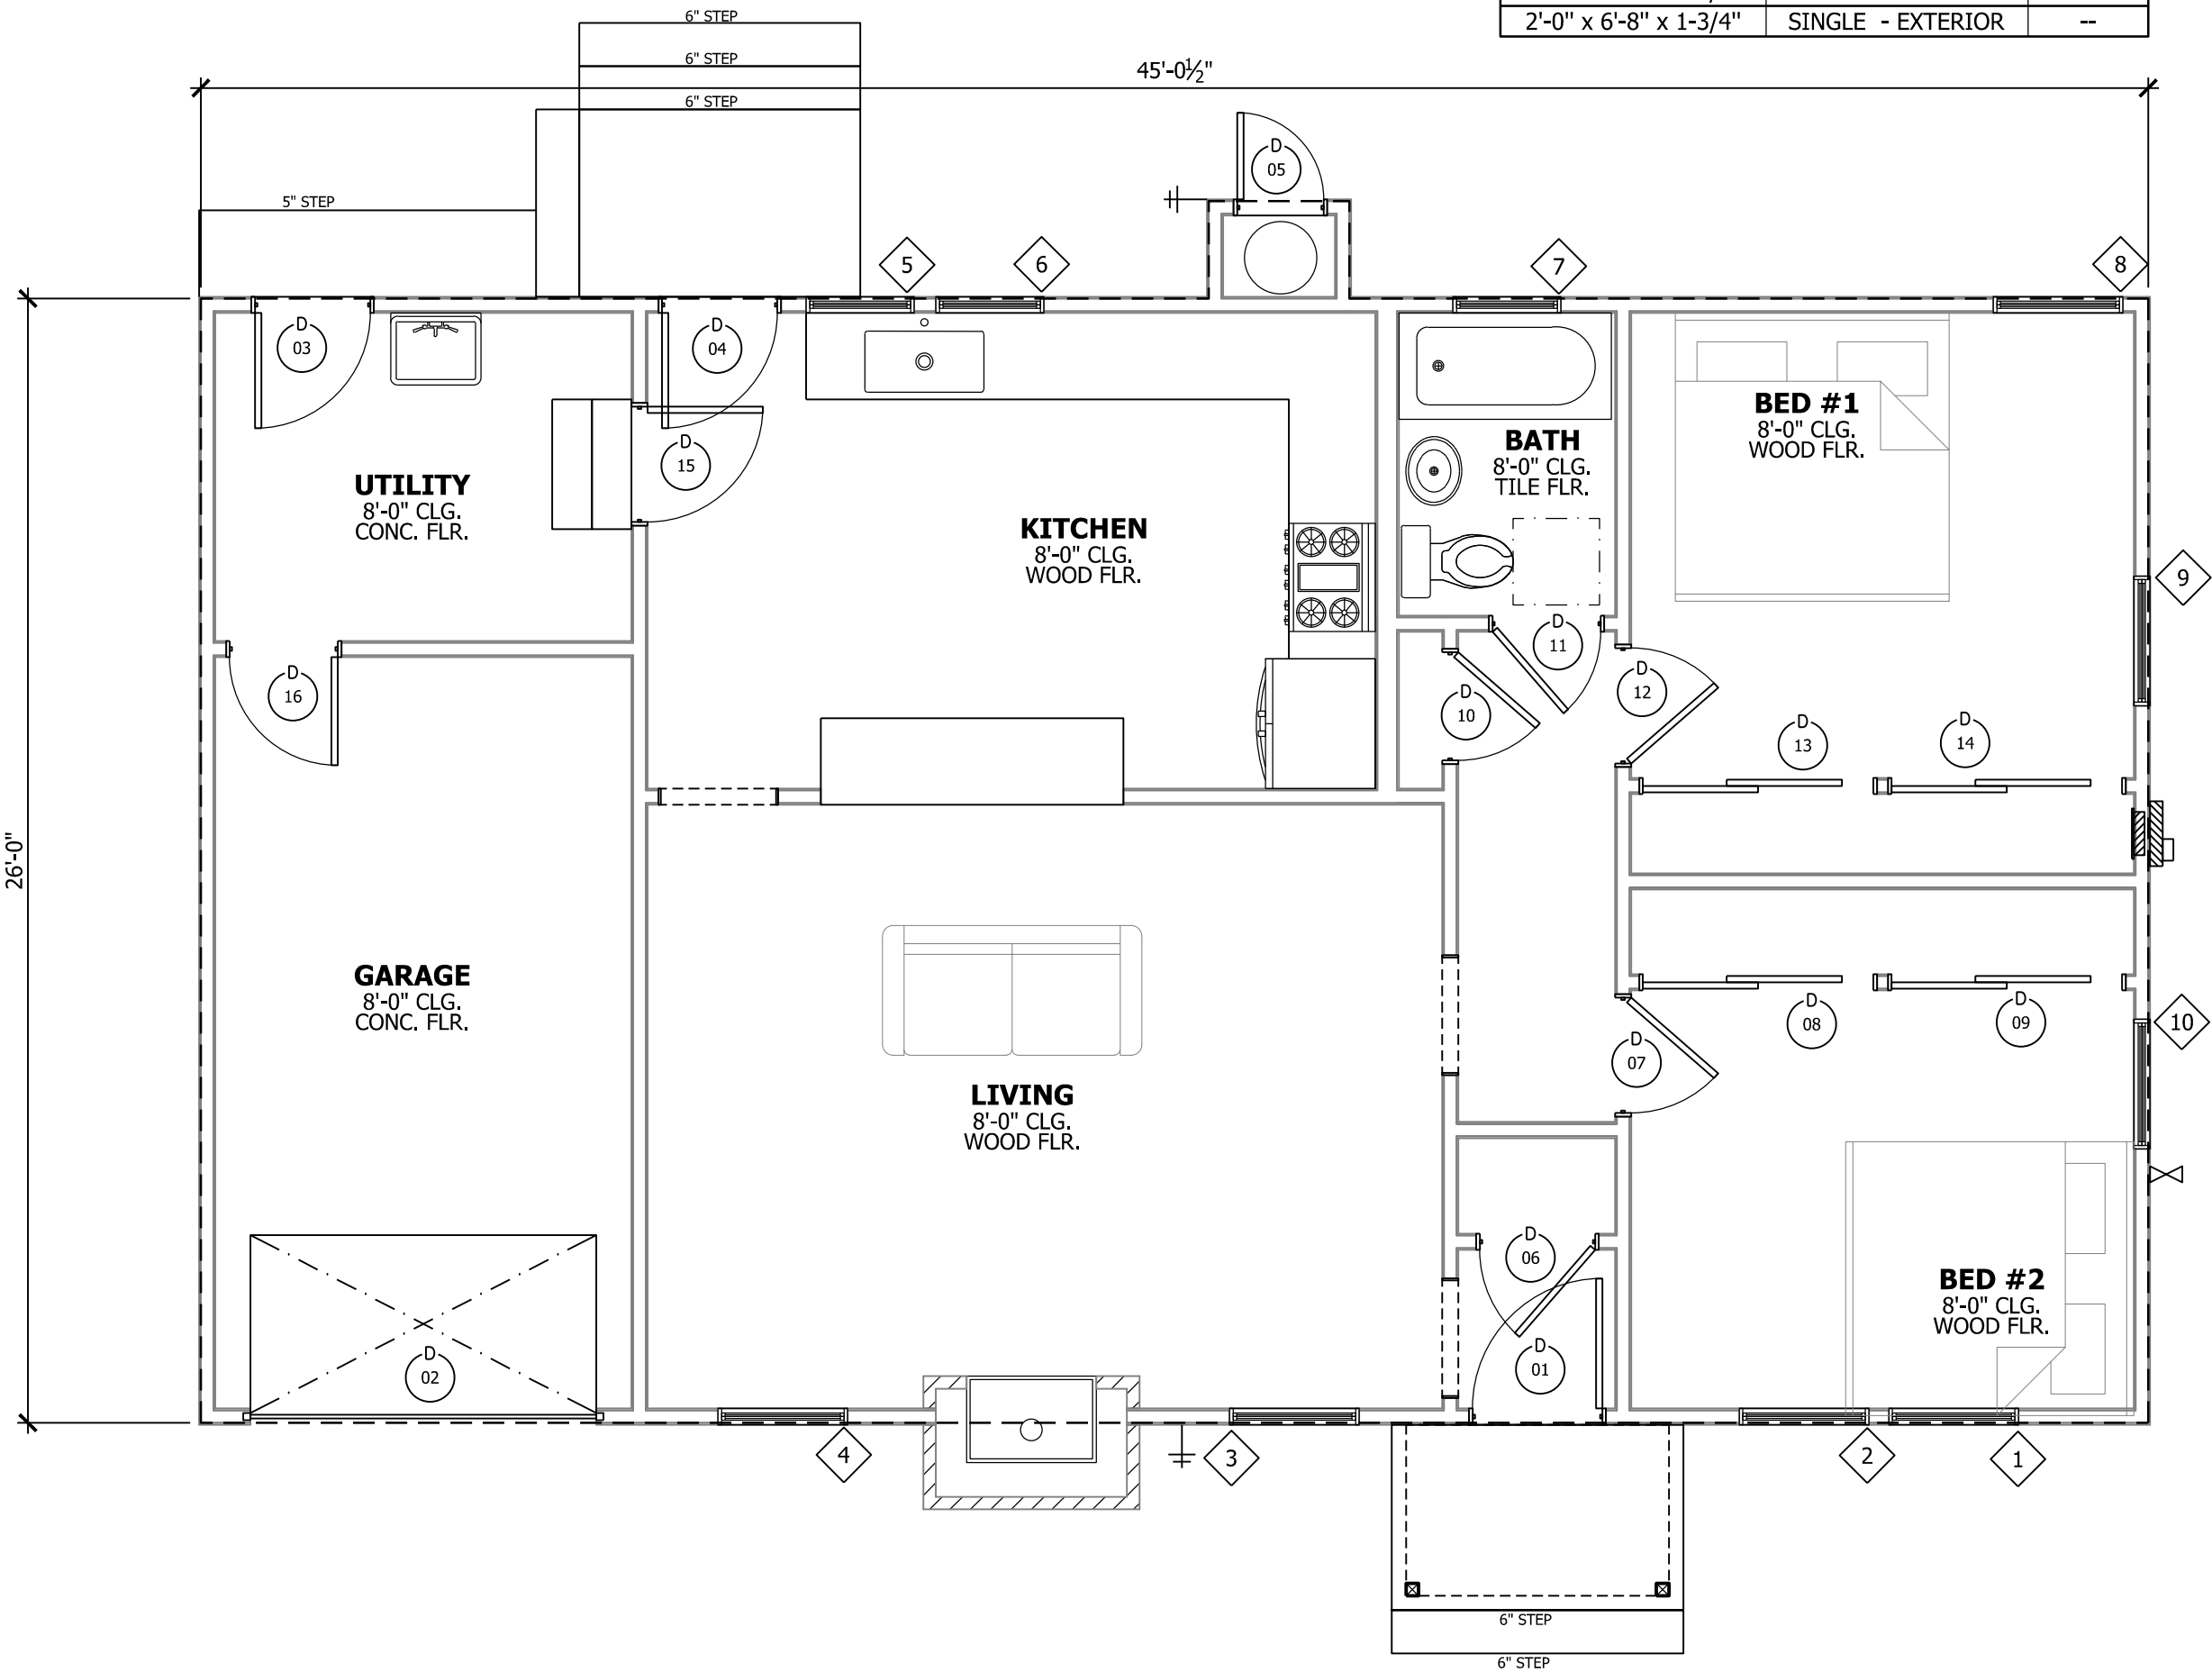 2'-0" x 6'-8" x 1-3/4" SINGLE - EXTERIOR --
6" STEP
6" STEP
45'-0½"
6" STEP
D
05
5" STEP
5
6
7
8
D
03
D
04
BED #1
8'-0" CLG.
WOOD FLR.
D
15
BATH
8'-0" CLG.
TILE FLR.
UTILITY
8'-0" CLG.
CONC. FLR.
KITCHEN
8'-0" CLG.
WOOD FLR.
9
D
11
D
16
D
10
D
12
D
13
D
14
26'-0"
GARAGE
8'-0" CLG.
CONC. FLR.
D
08
D
09
10
D
07
LIVING
8'-0" CLG.
WOOD FLR.
D
06
BED #2
8'-0" CLG.
WOOD FLR.
D
02
D
01
4
3
2
1
6" STEP
6" STEP